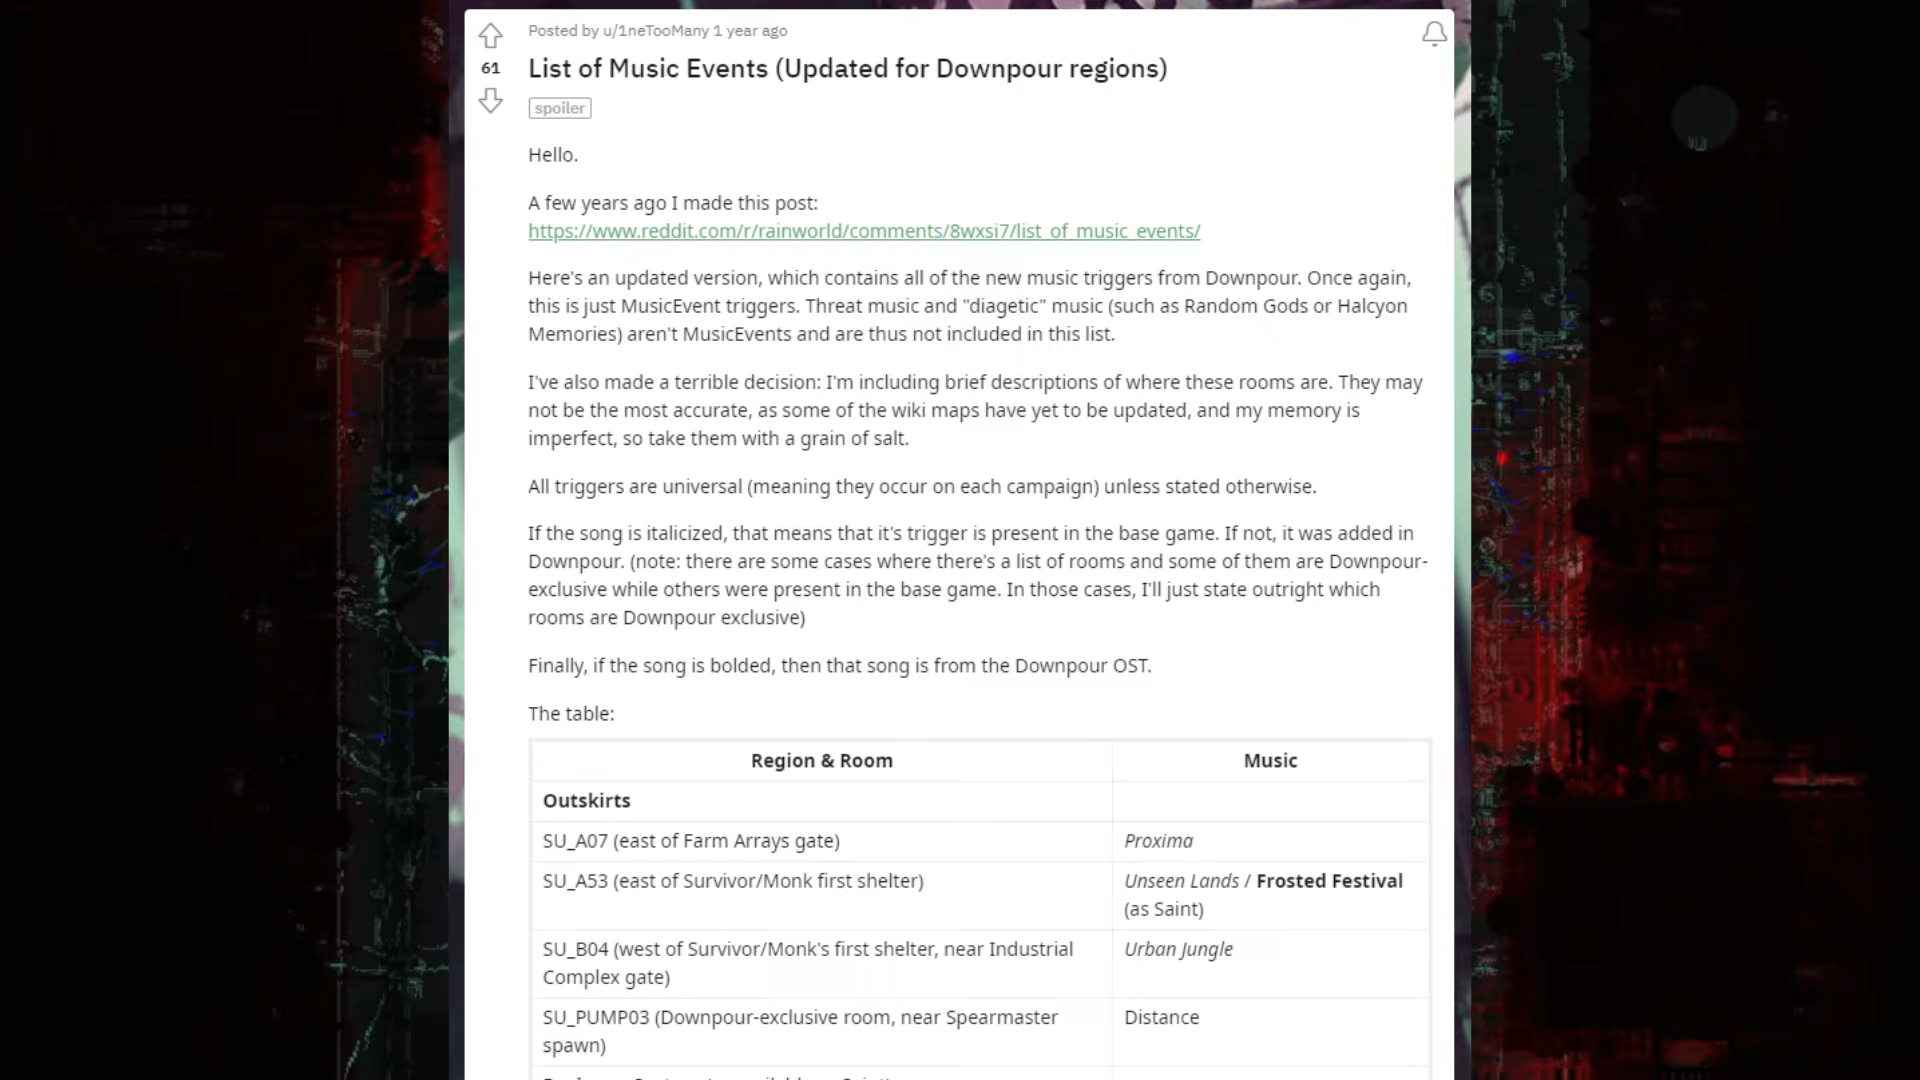 Posted by u/1neTooMany 1 year ago
61
List of Music Events (Updated for Downpour regions)
spoiler
Hello.
A few years ago I made this post:
https://www.reddit.com/r/rainworld/comments/8wxsi7/list_of_music_events/
Here's an updated version, which contains all of the new music triggers from Downpour. Once again,
this is just MusicEvent triggers. Threat music and "diagetic" music (such as Random Gods or Halcyon
Memories) aren't MusicEvents and are thus not included in this list.
I've also made a terrible decision: I'm including brief descriptions of where these rooms are. They may
not be the most accurate, as some of the wiki maps have yet to be updated, and my memory is
imperfect, so take them with a grain of salt.
All triggers are universal (meaning they occur on each campaign) unless stated otherwise.
If the song is italicized, that means that it's trigger is present in the base game. If not, it was added in
Downpour. (note: there are some cases where there's a list of rooms and some of them are Downpour-
exclusive while others were present in the base game. In those cases, I'll just state outright which
rooms are Downpour exclusive)
Finally, if the song is bolded, then that song is from the Downpour OST.
The table:
Region & Room Music
Outskirts
SU_A07 (east of Farm Arrays gate) Proxima
SU_A53 (east of Survivor/Monk first shelter) Unseen Lands / Frosted Festival
(as Saint)
SU_B04 (west of Survivor/Monk's first shelter, near Industrial Urban Jungle
Complex gate)
SU_PUMP03 (Downpour-exclusive room, near Spearmaster Distance
spawn)